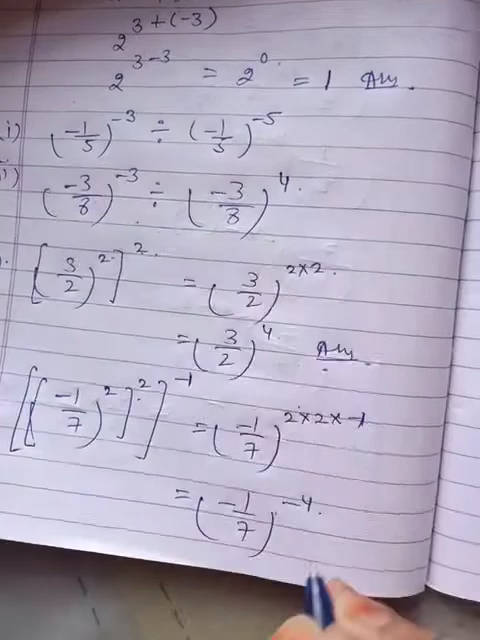 2^{3+(-3)}
2^{3-3} = 2^0 = 1 Ans.
i) (-1/5)^{-3} ÷ (-1/5)^{-5}
(-3/8)^{-3} ÷ (-3/8)^4.
[(3/2)^2]^2. = (3/2)^{2×2}.
= (3/2)^4. Ans
[[(-1/7)^2]^2]^{-1} = (-1/7)^{2×2×-1}
= (-1/7)^{-4}.